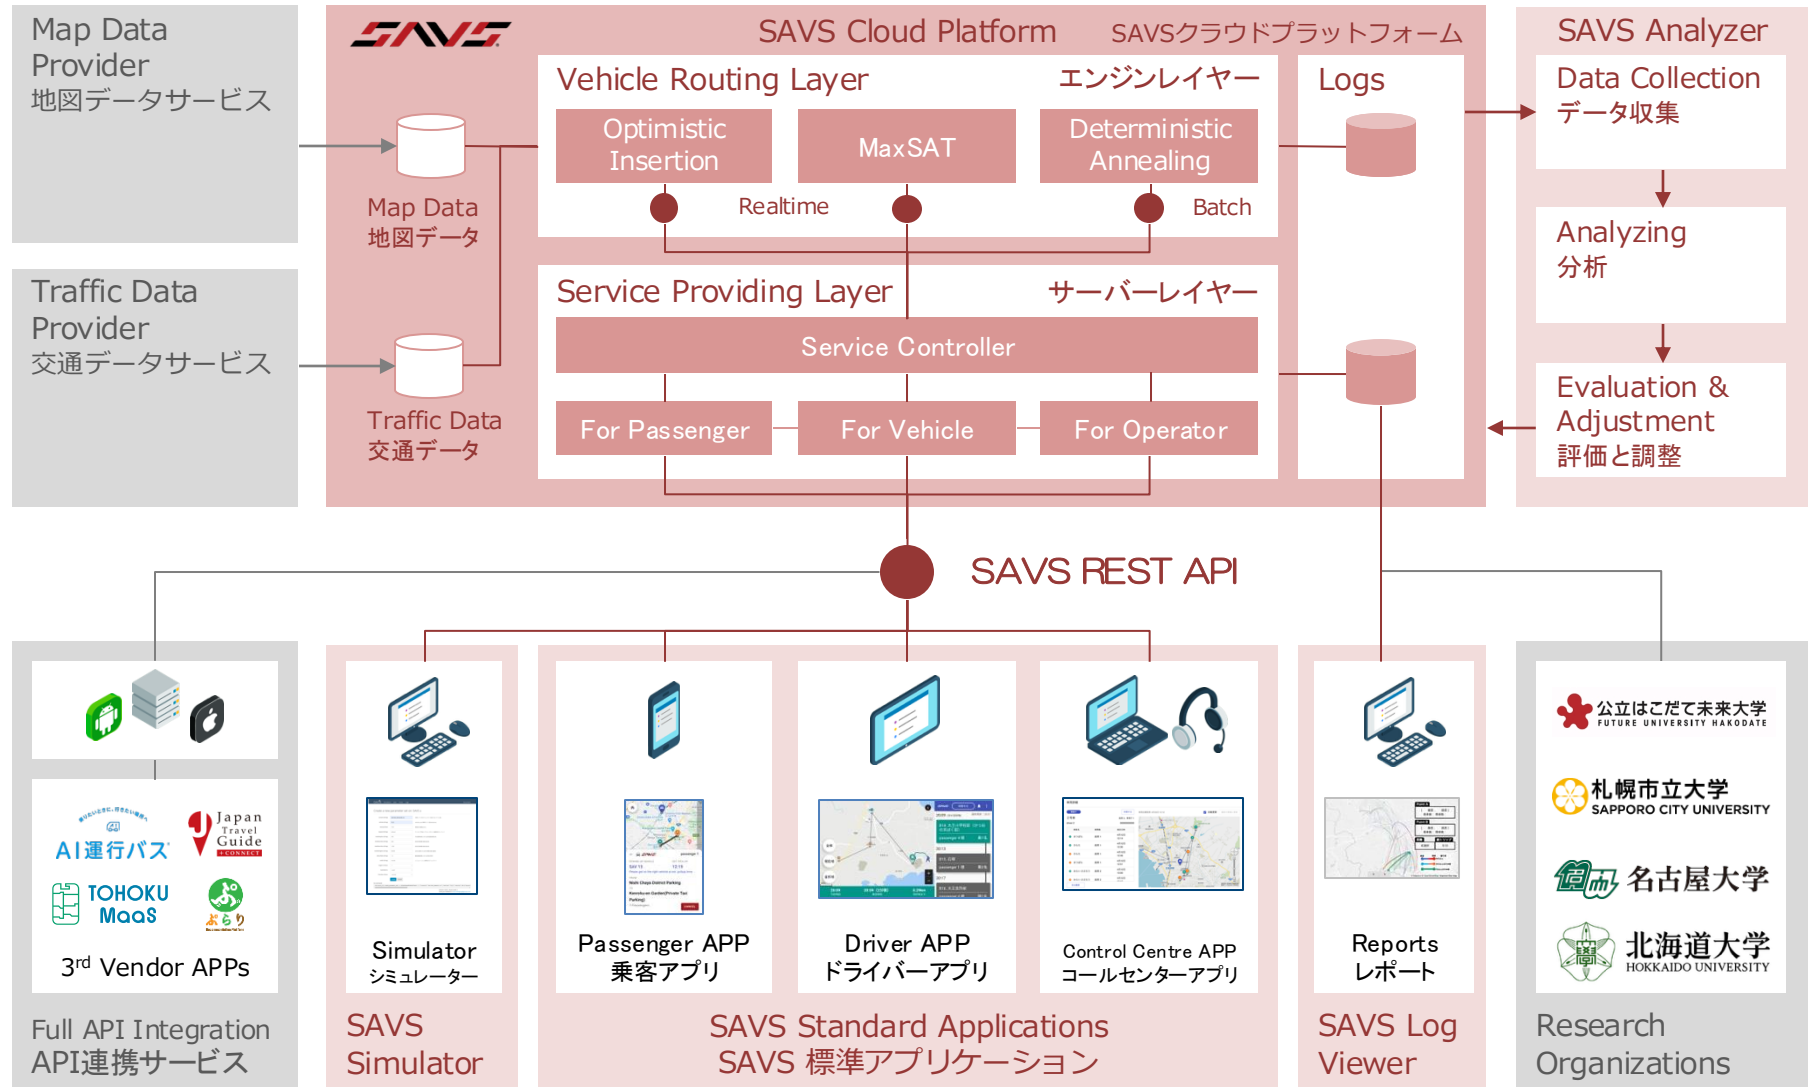 Map Data
Provider
地図データサービス
Traffic Data
Provider
交通データサービス
SAVS
SAVS Cloud Platform
SAVSクラウドプラットフォーム
Map Data
地図データ
Traffic Data
交通データ
Vehicle Routing Layer
エンジンレイヤー
Optimistic
Insertion
MaxSAT
Deterministic
Annealing
Realtime
Batch
Service Providing Layer
サーバーレイヤー
Service Controller
For Passenger
For Vehicle
For Operator
Logs
SAVS Analyzer
Data Collection
データ収集
Analyzing
分析
Evaluation &
Adjustment
評価と調整
SAVS REST API
AI運行バス
Japan
Travel
Guide
+CONNECT
TOHOKU
MaaS
ぷらり
3rd Vendor APPs
Full API Integration
API連携サービス
Simulator
シミュレーター
SAVS
Simulator
Passenger APP
乗客アプリ
Driver APP
ドライバーアプリ
Control Centre APP
コールセンターアプリ
SAVS Standard Applications
SAVS 標準アプリケーション
Reports
レポート
SAVS Log
Viewer
公立はこだて未来大学
FUTURE UNIVERSITY HAKODATE
札幌市立大学
SAPPORO CITY UNIVERSITY
名古屋大学
北海道大学
HOKKAIDO UNIVERSITY
Research
Organizations